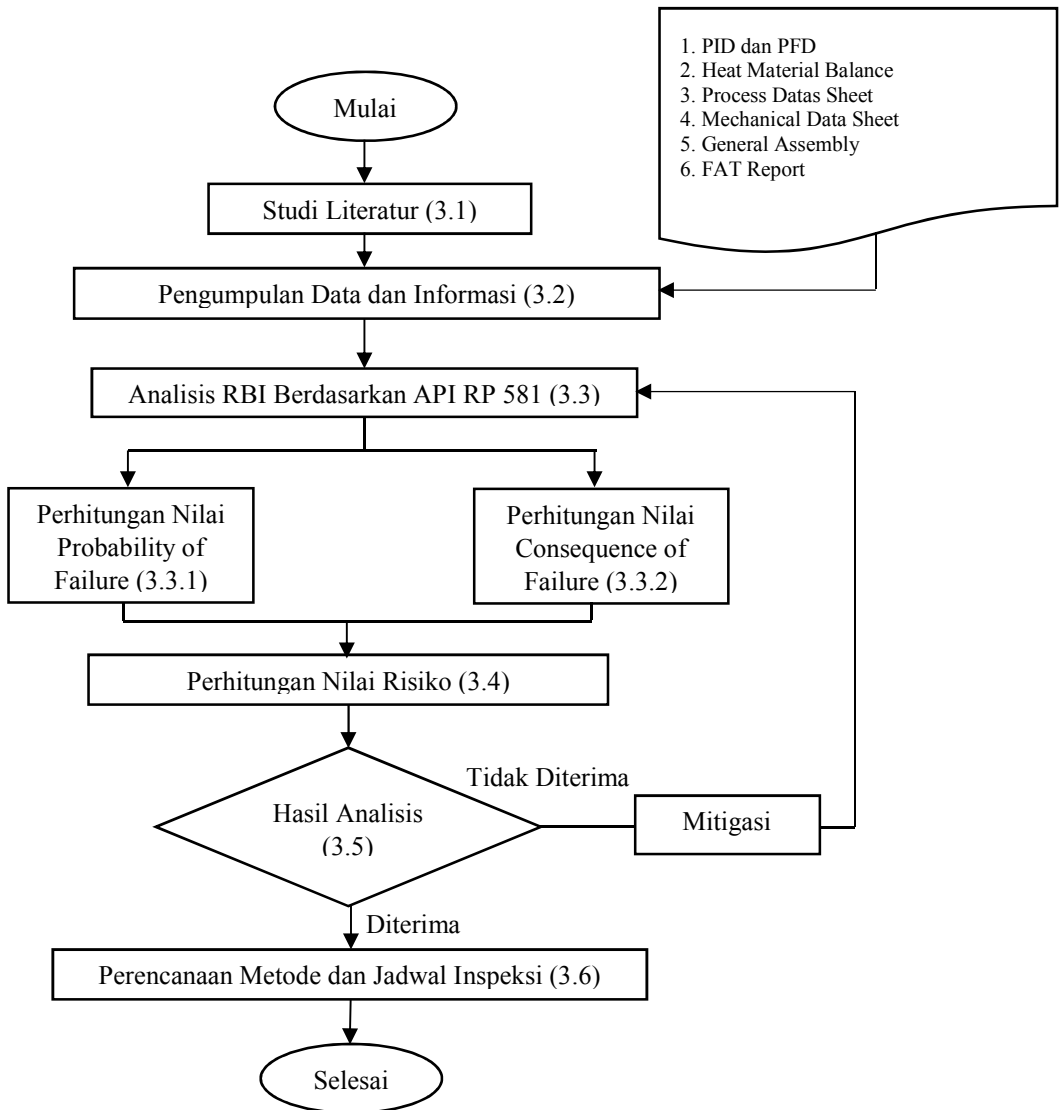 1. PID dan PFD
2. Heat Material Balance
3. Process Datas Sheet
4. Mechanical Data Sheet
5. General Assembly
6. FAT Report
Mulai
Studi Literatur (3.1)
Pengumpulan Data dan Informasi (3.2)
Analisis RBI Berdasarkan API RP 581 (3.3)
Perhitungan Nilai
Probability of
Failure (3.3.1)
Perhitungan Nilai
Consequence of
Failure (3.3.2)
Perhitungan Nilai Risiko (3.4)
Hasil Analisis
(3.5)
Tidak Diterima
Mitigasi
Diterima
Perencanaan Metode dan Jadwal Inspeksi (3.6)
Selesai